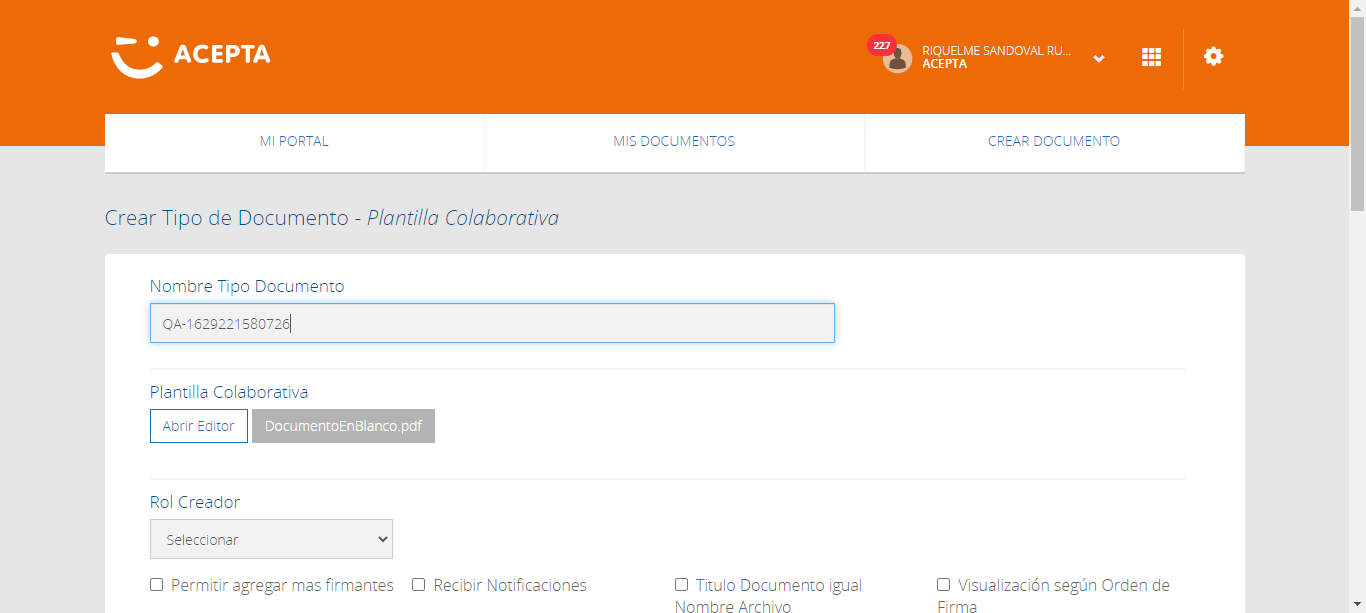 ACEPTA
227
RIQUELME SANDOVAL RU...
ACEPTA
MI PORTAL
MIS DOCUMENTOS
CREAR DOCUMENTO
Crear Tipo de Documento - Plantilla Colaborativa
Nombre Tipo Documento
QA-1629221580726
Plantilla Colaborativa
Abrir Editor
DocumentoEnBlanco.pdf
Rol Creador
Seleccionar
Permitir agregar mas firmantes
Recibir Notificaciones
Titulo Documento igual
Nombre Archivo
Visualización según Orden de
Firma